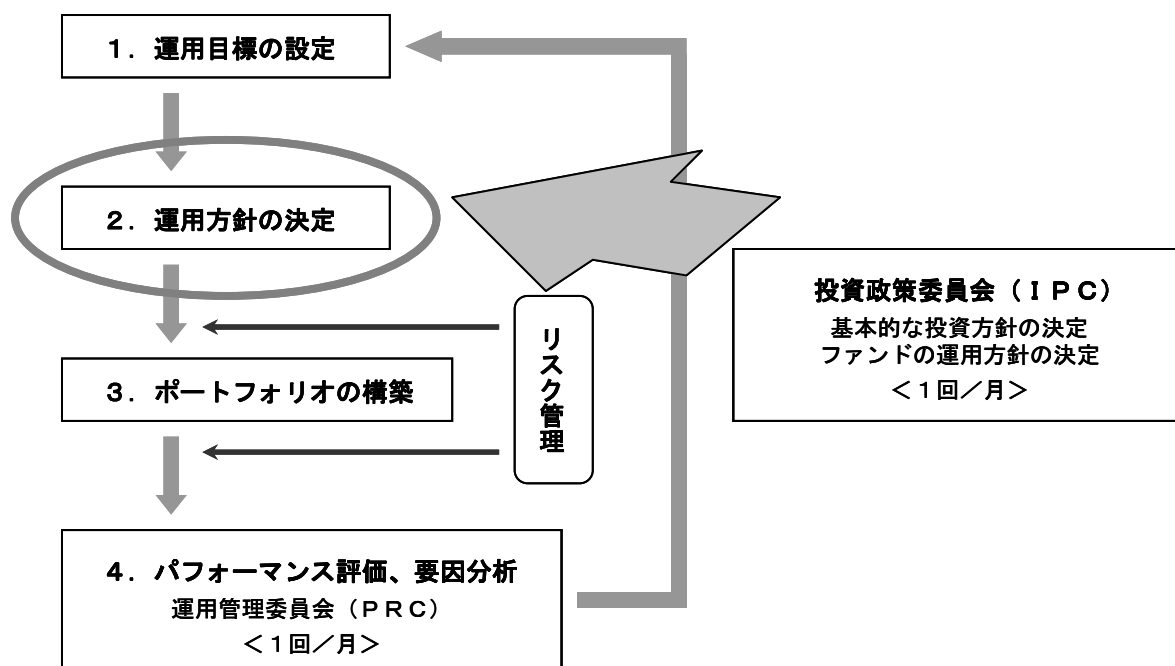 １．運用目標の設定
２．運用方針の決定
投資政策委員会（ＩＰＣ）
基本的な投資方針の決定
ファンドの運用方針の決定
＜１回／月＞
リスク管理
３．ポートフォリオの構築
４．パフォーマンス評価、要因分析
運用管理委員会（ＰＲＣ）
＜１回／月＞